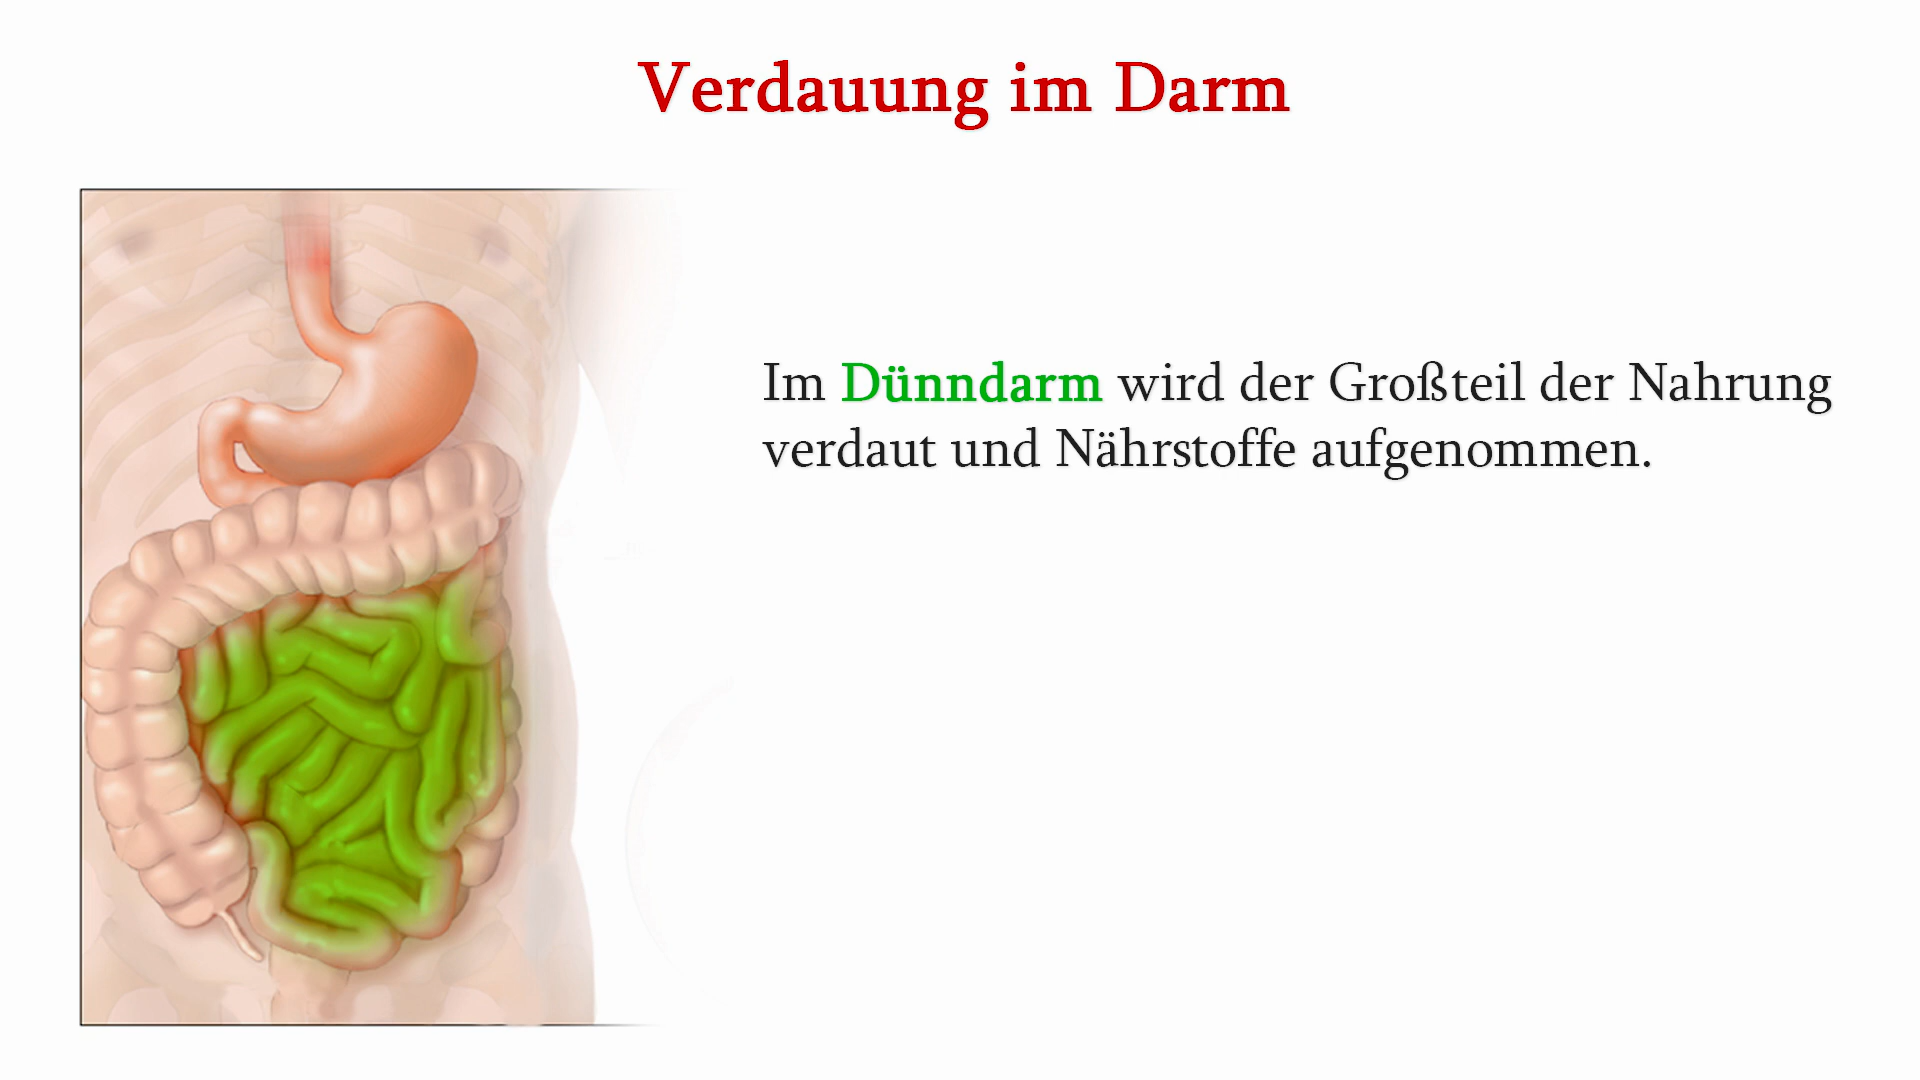 Verdauung im Darm
Im Dünndarm wird der Großteil der Nahrung
verdaut und Nährstoffe aufgenommen.